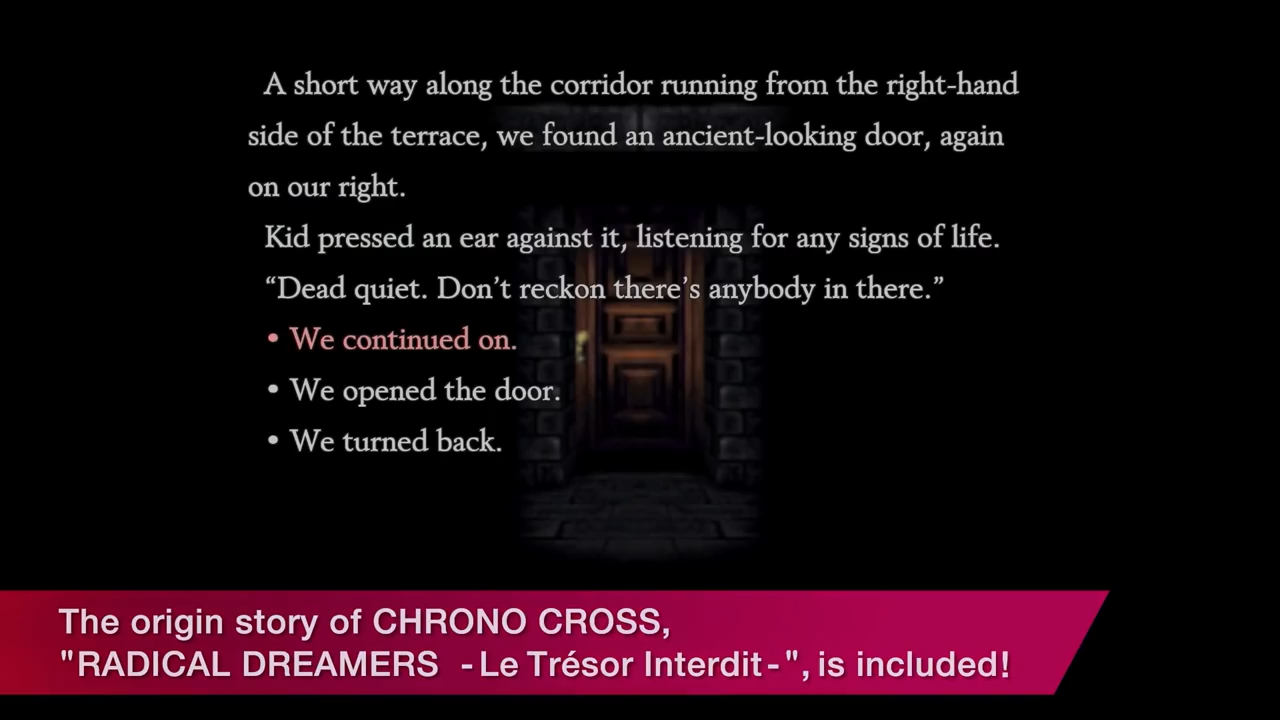 A short way along the corridor running from the right-hand
side of the terrace, we found an ancient-looking door, again
on our right.
Kid pressed an ear against it, listening for any signs of life.
“Dead quiet. Don’t reckon there’s anybody in there.”
• We continued on.
• We opened the door.
• We turned back.
The origin story of CHRONO CROSS,
"RADICAL DREAMERS - Le Trésor Interdit - ", is included!